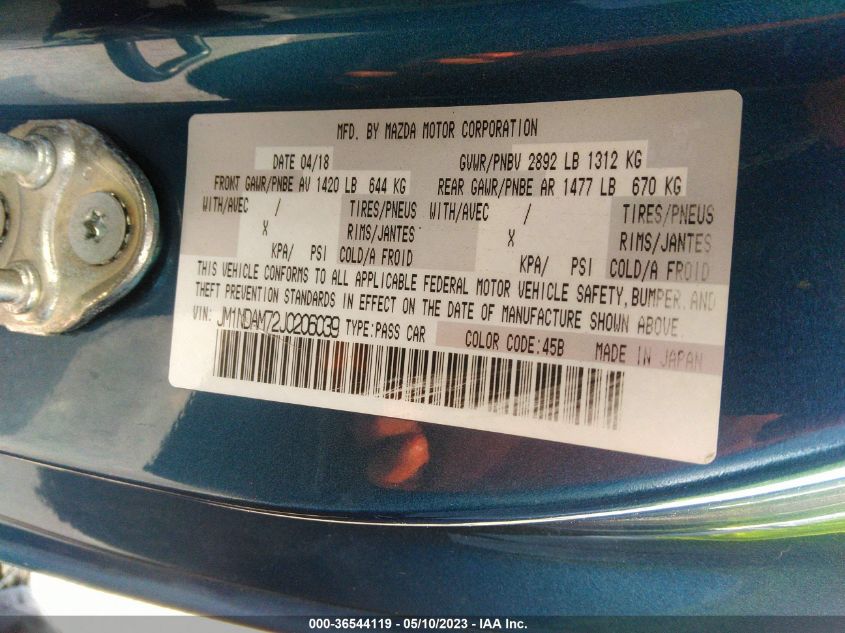 MFD. BY MAZDA MOTOR CORPORATION
DATE 04/18 GVWR/PNBV 2892 LB 1312 KG
FRONT GAWR/PNBE AV 1420 LB 644 KG REAR GAWR/PNBE AR 1477 LB 670 KG
WITH/AVEC / TIRES/PNEUS WITH/AVEC / TIRES/PNEUS
X RIMS/JANTES X RIMS/JANTES
KPA/ PSI COLD/A FROID KPA/ PSI COLD/A FROID
THIS VEHICLE CONFORMS TO ALL APPLICABLE FEDERAL MOTOR VEHICLE SAFETY, BUMPER, AND
THEFT PREVENTION STANDARDS IN EFFECT ON THE DATE OF MANUFACTURE SHOWN ABOVE.
VIN: JM1NDAM72J0206039 TYPE:PASS CAR COLOR CODE:45B MADE IN JAPAN
000-36544119 - 05/10/2023 - IAA Inc.